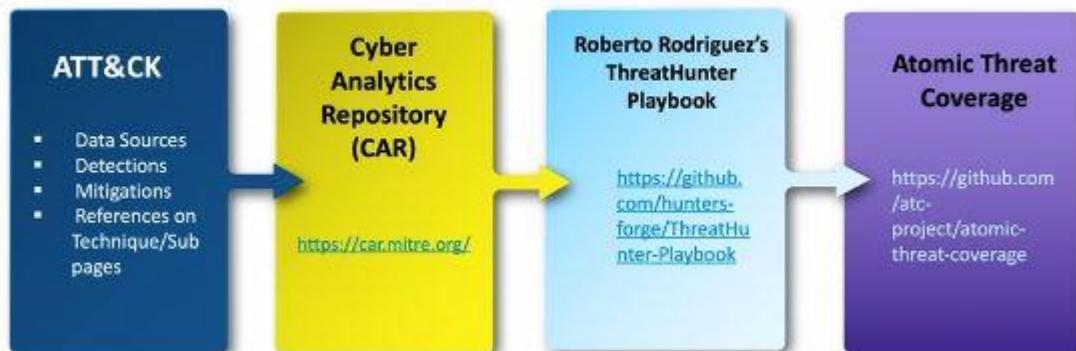 ATT&CK
▪ Data Sources
▪ Detections
▪ Mitigations
▪ References on
Technique/Sub
pages
Cyber
Analytics
Repository
(CAR)
https://car.mitre.org/
Roberto Rodriguez's
ThreatHunter
Playbook
https://github.
com/hunters-
forge/ThreatHu
nter-Playbook
Atomic Threat
Coverage
https://github.com
/atc-
project/atomic-
threat-coverage